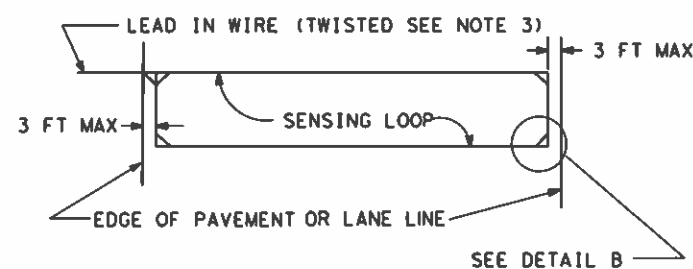 LEAD IN WIRE (TWISTED SEE NOTE 3)
3 FT MAX
3 FT MAX
SENSING LOOP
EDGE OF PAVEMENT OR LANE LINE
SEE DETAIL B